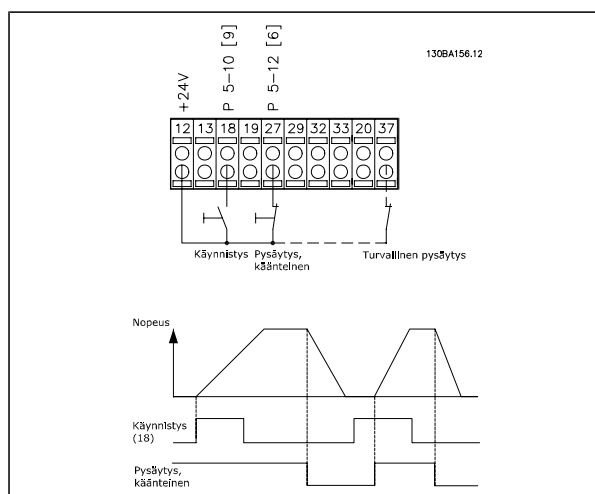 130BA156.12
+24V
P 5-10 [9]
P 5-12 [6]
12 13 18 19 27 29 32 33 20 37
Käynnistys
Pysäytys,
käänteinen
Turvallinen pysäytys
Nopeus
Käynnistys
(18)
Pysäytys,
käänteinen